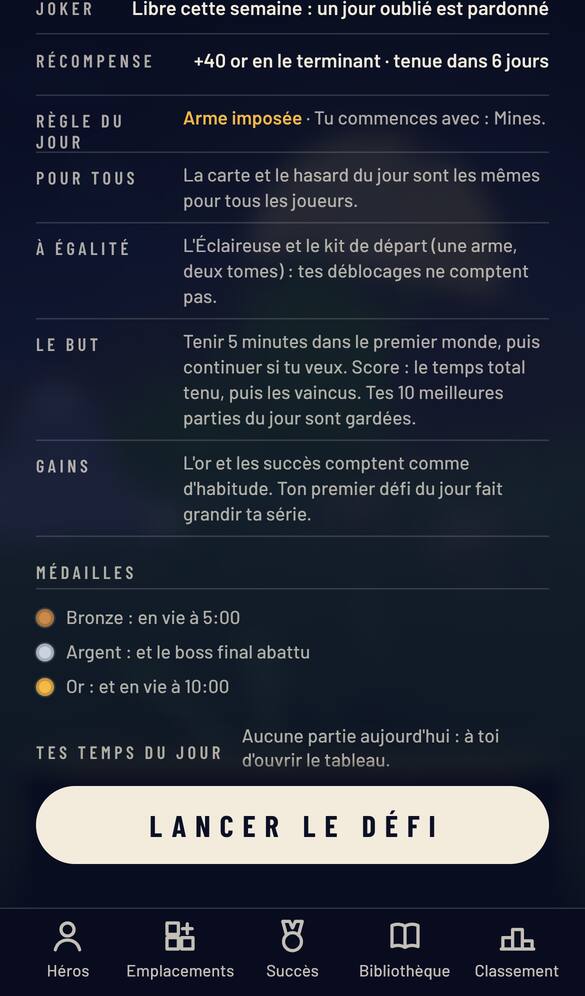 JOKER Libre cette semaine : un jour oublié est pardonné
RÉCOMPENSE +40 or en le terminant · tenue dans 6 jours
RÈGLE DU JOUR Arme imposée · Tu commences avec : Mines.
POUR TOUS La carte et le hasard du jour sont les mêmes
pour tous les joueurs.
À ÉGALITÉ L'Éclaireuse et le kit de départ (une arme,
deux tomes) : tes déblocages ne comptent
pas.
LE BUT Tenir 5 minutes dans le premier monde, puis
continuer si tu veux. Score : le temps total
tenu, puis les vaincus. Tes 10 meilleures
parties du jour sont gardées.
GAINS L'or et les succès comptent comme
d'habitude. Ton premier défi du jour fait
grandir ta série.
MÉDAILLES
Bronze : en vie à 5:00
Argent : et le boss final abattu
Or : et en vie à 10:00
TES TEMPS DU JOUR Aucune partie aujourd'hui : à toi
d'ouvrir le tableau.
LANCER LE DÉFI
Héros Emplacements Succès Bibliothèque Classement